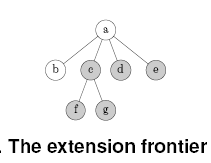 a
b c d e
f g
. The extension frontier